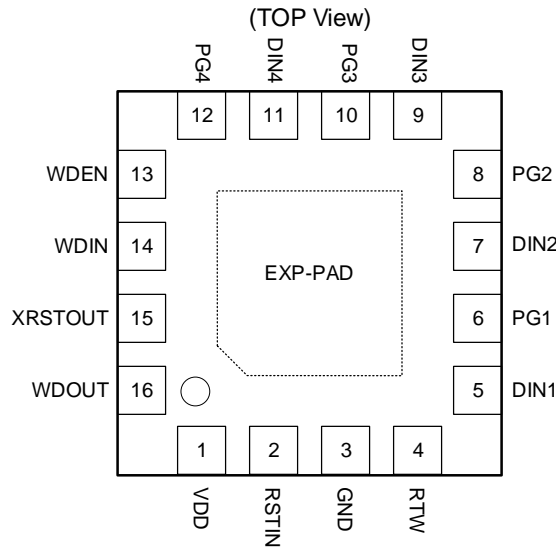 (TOP View)
PG4
DIN4
PG3
DIN3
12
11
10
9
WDEN
13
8
PG2
WDIN
14
7
DIN2
EXP-PAD
XRSTOUT
15
6
PG1
WDOUT
16
5
DIN1
1
2
3
4
VDD
RSTIN
GND
RTW